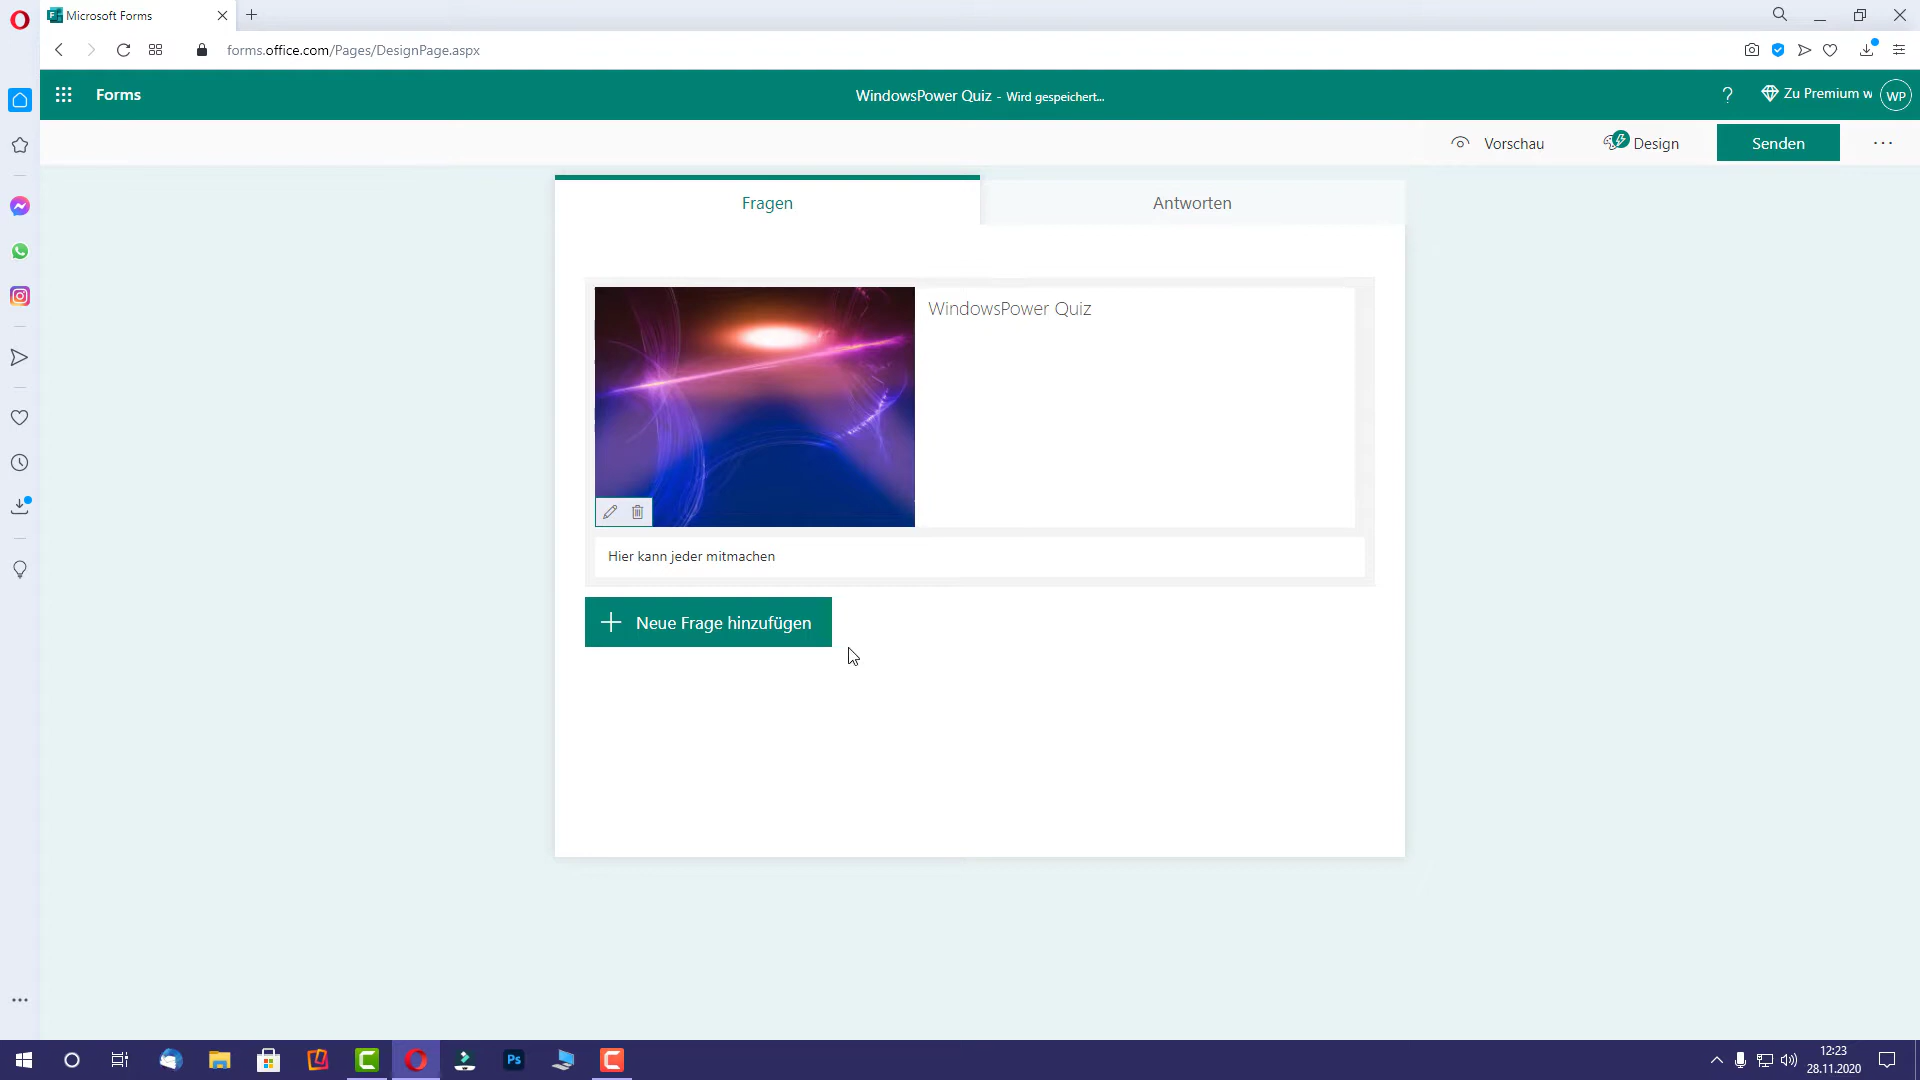 Microsoft Forms
forms.office.com/Pages/DesignPage.aspx
Forms
WindowsPower Quiz - Wird gespeichert...
?
Zu Premium w
WP
Vorschau
Design
Senden
Fragen
Antworten
WindowsPower Quiz
Hier kann jeder mitmachen
Neue Frage hinzufügen
Ps
12:23
28.11.2020